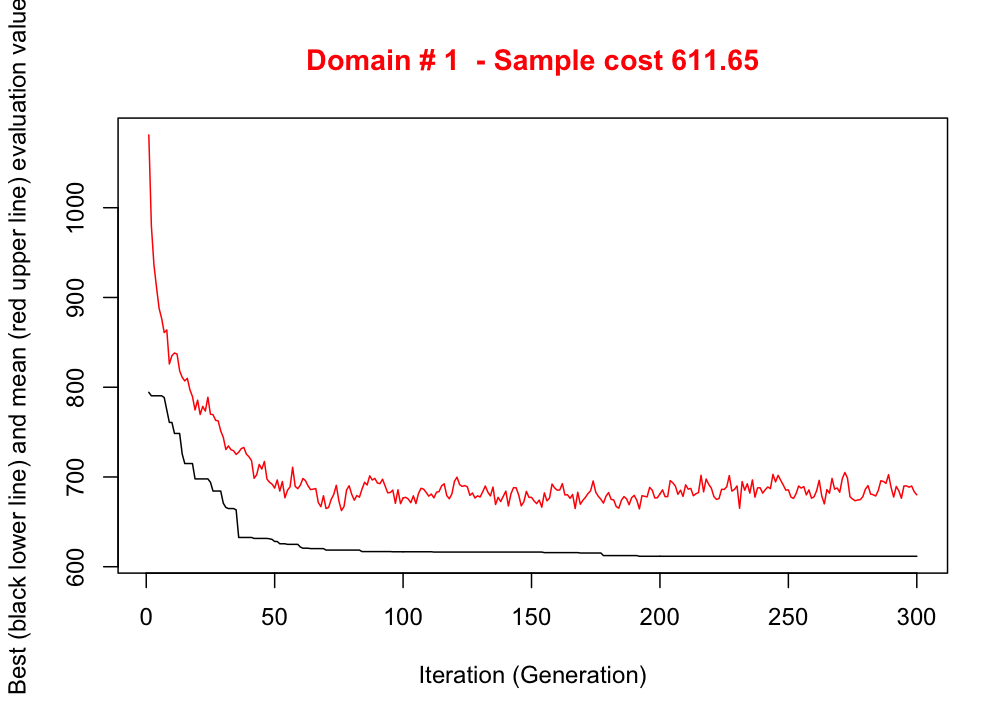 Domain # 1  - Sample cost 611.65
Best (black lower line) and mean (red upper line) evaluation value
1000
900
800
700
600
0 50 100 150 200 250 300
Iteration (Generation)